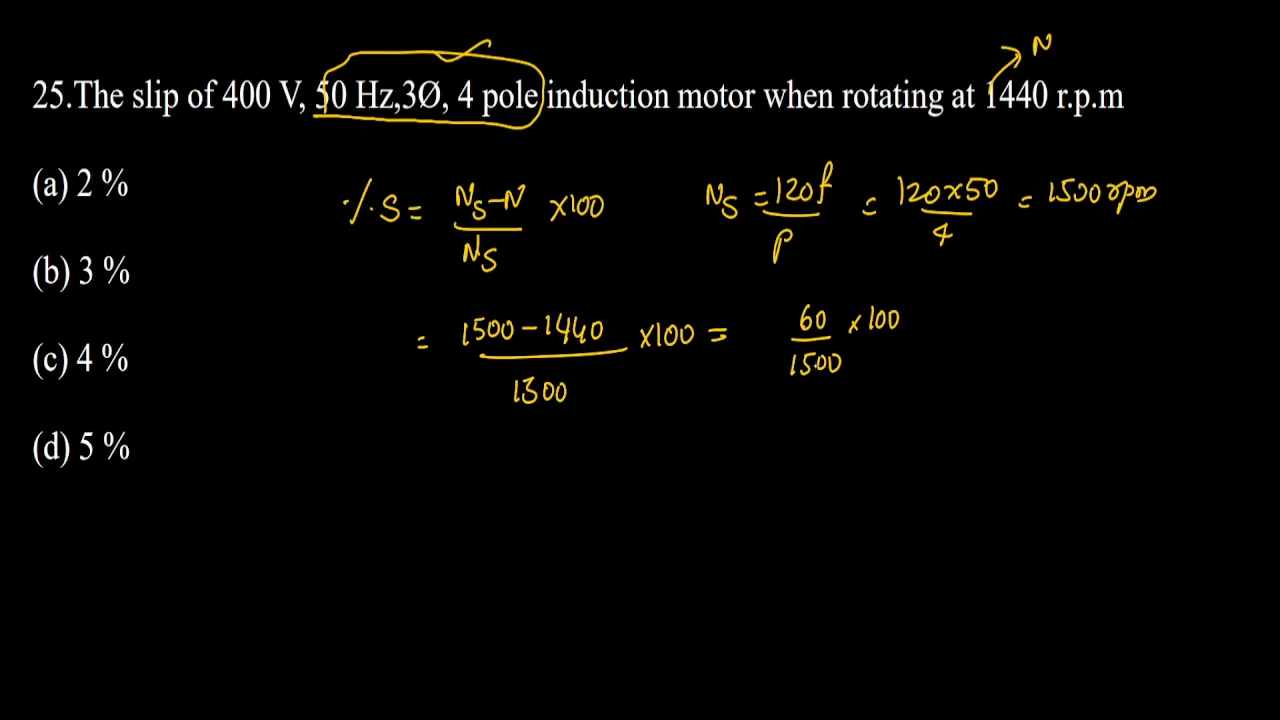 N
25.The slip of 400 V, 50 Hz,3Ø, 4 pole induction motor when rotating at 1440 r.p.m
(a) 2 %
% S = (Ns-N)/Ns ×100
Ns = 120f/P = 120×50/4 = 1500 rpm
(b) 3 %
= (1500-1440)/1500 ×100 = 60/1500 ×100
(c) 4 %
(d) 5 %